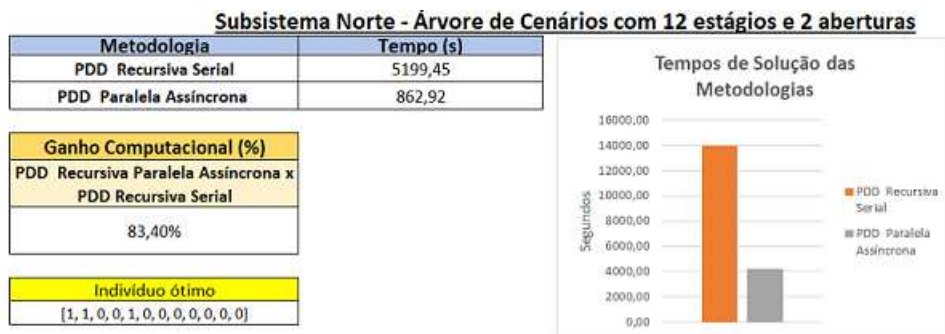 Subsistema Norte - Árvore de Cenários com 12 estágios e 2 aberturas
Metodologia Tempo (s)
PDD Recursiva Serial 5199,45
PDD Paralela Assíncrona 862,92
Ganho Computacional (%)
PDD Recursiva Paralela Assíncrona x
PDD Recursiva Serial
83,40%
Indivíduo ótimo
[1, 1, 0, 0, 1, 0, 0, 0, 0, 0, 0, 0]
Tempos de Solução das
Metodologias
16000,00
14000,00
12000,00
10000,00
8000,00
6000,00
4000,00
2000,00
0,00
Segundos
PDD Recursiva
Serial
PDD Paralela
Assíncrona